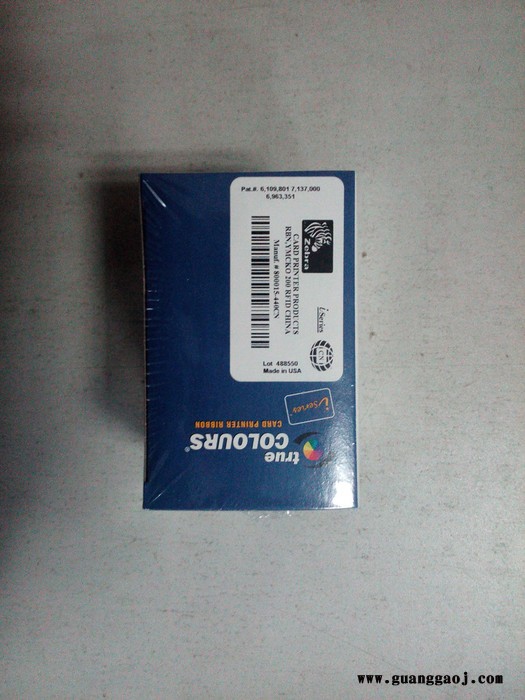 Pat.#: 6,109,801 7,137,000
6,963,351
Zebra
CARD PRINTER PRODUCTS
RBN,YMCKO 200 RFID CHINA
Manuf. # 800015-440CN
i Series
ICN
Lot 488550
Made in USA
i Series
true
COLOURS®
CARD PRINTER RIBBON
www.guanggaoj.com